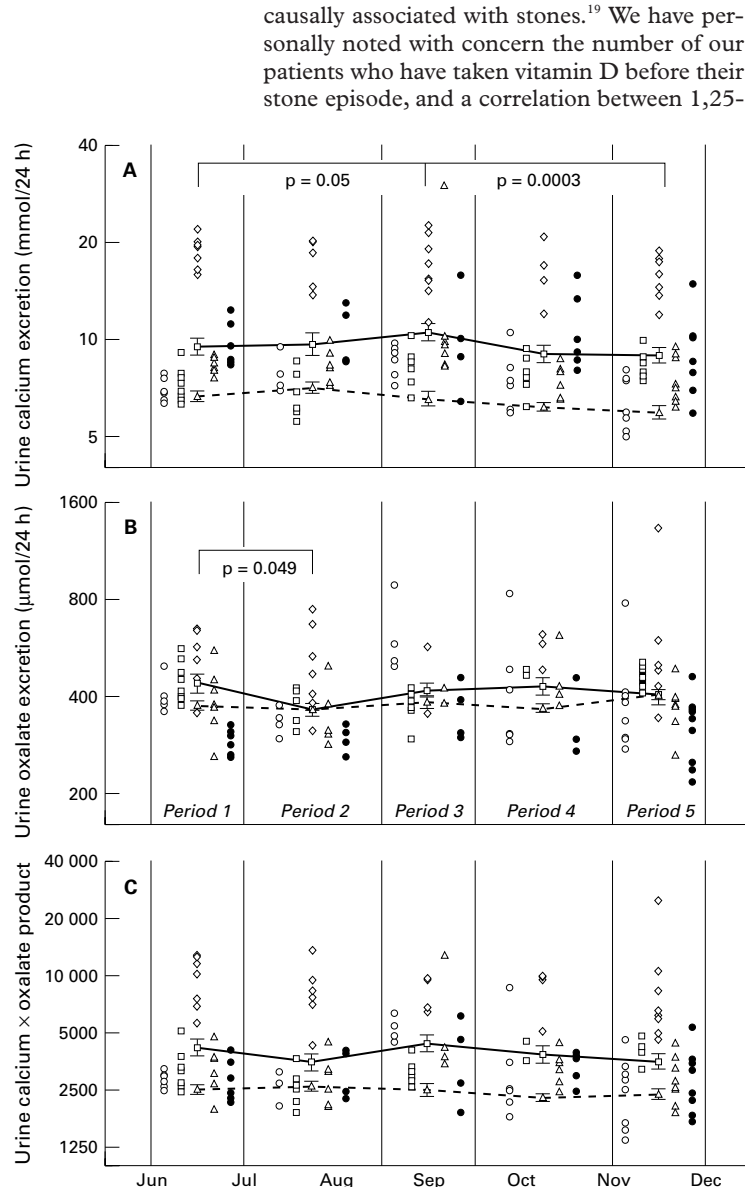 causally associated with stones.19 We have per-
sonally noted with concern the number of our
patients who have taken vitamin D before their
stone episode, and a correlation between 1,25-
A
Urine calcium excretion (mmol/24 h)
40
20
10
5
p = 0.05
p = 0.0003
B
Urine oxalate excretion (µmol/24 h)
1600
800
400
200
p = 0.049
Period 1 Period 2 Period 3 Period 4 Period 5
C
Urine calcium × oxalate product
40 000
20 000
10 000
5000
2500
1250
Jun Jul Aug Sep Oct Nov Dec